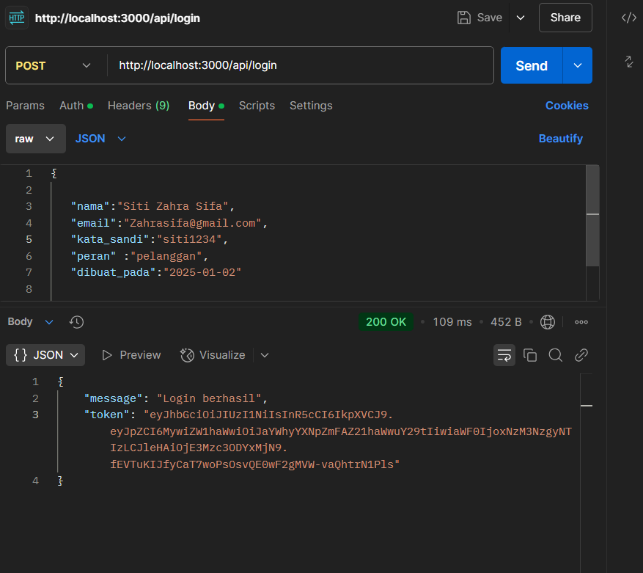 HTTP http://localhost:3000/api/login Save Share
POST http://localhost:3000/api/login Send
Params Auth Headers (9) Body Scripts Settings Cookies
raw JSON Beautify
1 {
2
3 "nama":"Siti Zahra Sifa",
4 "email":"Zahrasifa@gmail.com",
5 "kata_sandi":"siti1234",
6 "peran" :"pelanggan",
7 "dibuat_pada":"2025-01-02"
8
Body 200 OK • 109 ms • 452 B
{} JSON Preview Visualize
1 {
2 "message": "Login berhasil",
3 "token": "eyJhbGciOiJIUzI1NiIsInR5cCI6IkpXVCJ9.
eyJpZCI6MywiZW1haWwiOiJaYWhyYXNpZmFAZ21haWwuY29tIiwiaWF0IjoxNzM3NzgyNT
IzLCJleHAiOjE3Mzc3ODYxMjN9.
fEVTuKIJfyCaT7woPsOsvQE0wF2gMVW-vaQhtrN1Pls"
4 }